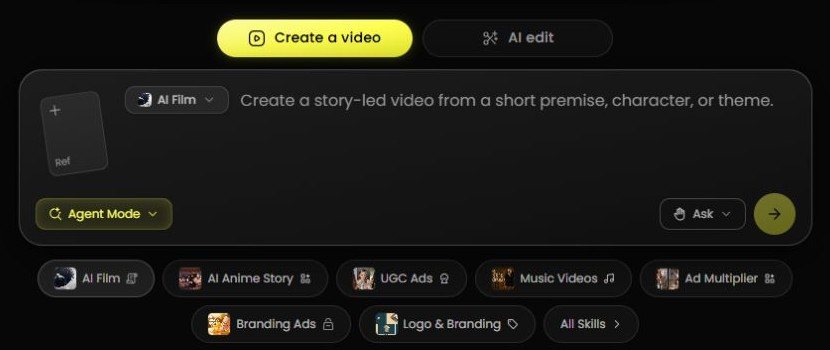 Create a video AI edit
AI Film Create a story-led video from a short premise, character, or theme.
Ref
Agent Mode Ask
AI Film AI Anime Story UGC Ads Music Videos Ad Multiplier
Branding Ads Logo & Branding All Skills